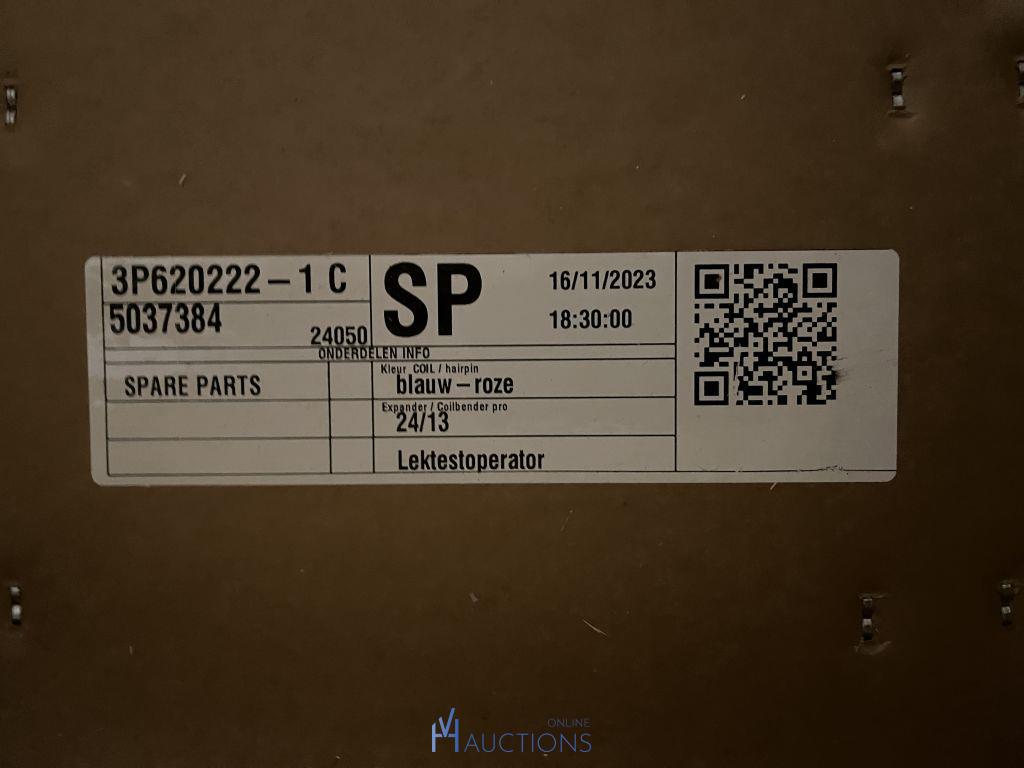 3P620222-1 C
5037384
24050
SP
16/11/2023
18:30:00
ONDERDELEN INFO
SPARE PARTS
Kleur COIL / hairpin
blauw-roze
Expander / Coilbender pro
24/13
Lektestoperator
VH ONLINE
AUCTIONS